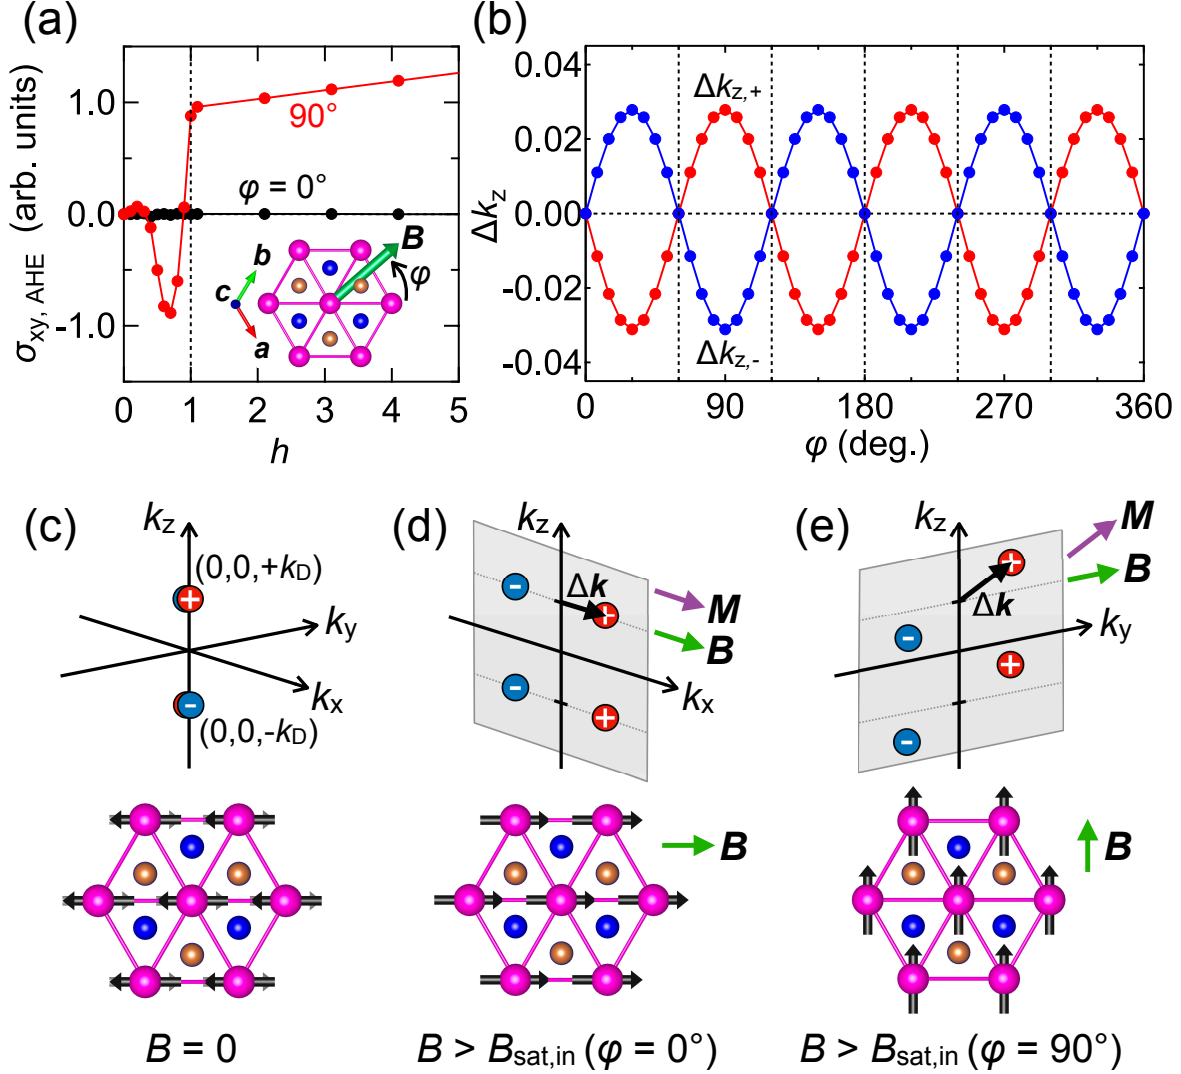 (a)
σxy, AHE (arb. units)
1.0
0.0
-1.0
90°
φ = 0°
B
φ
b
c
a
0 1 2 3 4 5
h
(b)
Δkz
0.04
0.02
0.00
-0.02
-0.04
Δkz,+
Δkz,-
0 90 180 270 360
φ (deg.)
(c)
kz
(0,0,+kD)
+
ky
kx
-
(0,0,-kD)
B = 0
(d)
kz
-
Δk
+
M
B
-
+
kx
B
B > Bsat,in (φ = 0°)
(e)
kz
M
+
B
Δk
-
ky
+
-
B
B > Bsat,in (φ = 90°)